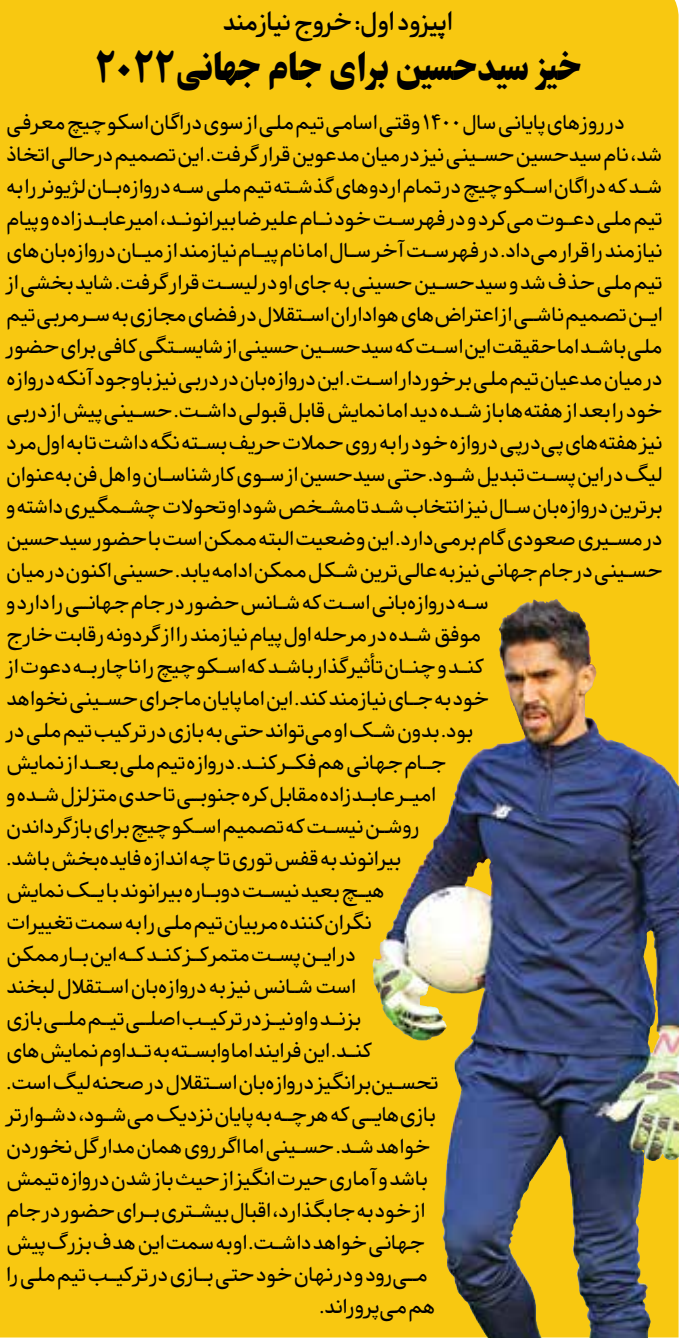 اپیزود اول: خروج نیازمند
خیز سیدحسین برای جام جهانی ۲۰۲۲
در روزهای پایانی سال ۱۴۰۰ وقتی اسامی تیم ملی از سوی دراگان اسکوچیچ معرفی
شد، نام سیدحسین حسینی نیز در میان مدعوین قرار گرفت. این تصمیم درحالی اتخاذ
شد که دراگان اسکوچیچ در تمام اردوهای گذشته تیم ملی سه دروازه‌بان لژیونر را به
تیم ملی دعوت می‌کرد و در فهرست خود نام علیرضا بیرانوند، امیر عابدزاده و پیام
نیازمند را قرار می‌داد. در فهرست آخر سال اما نام پیام نیازمند از میان دروازه‌بان‌های
تیم ملی حذف شد و سیدحسین حسینی به جای او در لیست قرار گرفت. شاید بخشی از
این تصمیم ناشی از اعتراض‌های هواداران استقلال در فضای مجازی به سرمربی تیم
ملی باشد اما حقیقت این است که سیدحسین حسینی از شایستگی کافی برای حضور
در میان مدعیان تیم ملی برخوردار است. این دروازه‌بان در دربی نیز باوجود آنکه دروازه
خود را بعد از هفته‌ها باز شده دید اما نمایش قابل قبولی داشت. حسینی پیش از دربی
نیز هفته‌های پی‌درپی دروازه خود را به روی حملات حریف بسته نگه داشت تا به اول مرد
لیگ در این پست تبدیل شود. حتی سیدحسین از سوی کارشناسان و اهل فن به‌عنوان
برترین دروازه‌بان سال نیز انتخاب شد تا مشخص شود او تحولات چشمگیری داشته و
در مسیری صعودی گام برمی‌دارد. این وضعیت البته ممکن است با حضور سیدحسین
حسینی در جام جهانی نیز به عالی‌ترین شکل ممکن ادامه یابد. حسینی اکنون در میان
سه دروازه‌بانی است که شانس حضور در جام جهانی را دارد و
موفق شده در مرحله اول پیام نیازمند را از گردونه رقابت خارج
کند و چنان تأثیرگذار باشد که اسکوچیچ را ناچار به دعوت از
خود به جای نیازمند کند. این اما پایان ماجرای حسینی نخواهد
بود. بدون شک او می‌تواند حتی به بازی در ترکیب تیم ملی در
جام جهانی هم فکر کند. دروازه تیم ملی بعد از نمایش
امیر عابدزاده مقابل کره جنوبی تا حدی متزلزل شده و
روشن نیست که تصمیم اسکوچیچ برای بازگرداندن
بیرانوند به قفس توری تا چه اندازه فایده‌بخش باشد.
هیچ بعید نیست دوباره بیرانوند با یک نمایش
نگران‌کننده مربیان تیم ملی را به سمت تغییرات
در این پست متمرکز کند که این بار ممکن
است شانس نیز به دروازه‌بان استقلال لبخند
بزند و او نیز در ترکیب اصلی تیم ملی بازی
کند. این فرایند اما وابسته به تداوم نمایش‌های
تحسین‌برانگیز دروازه‌بان استقلال در صحنه لیگ است.
بازی‌هایی که هر چه به پایان نزدیک می‌شود، دشوارتر
خواهد شد. حسینی اما اگر روی همان مدار گل نخوردن
باشد و آماری حیرت انگیز از حیث باز شدن دروازه تیمش
از خود به جا بگذارد، اقبال بیشتری برای حضور در جام
جهانی خواهد داشت. او به سمت این هدف بزرگ پیش
می‌رود و در نهان خود حتی بازی در ترکیب تیم ملی را
هم می‌پروراند.